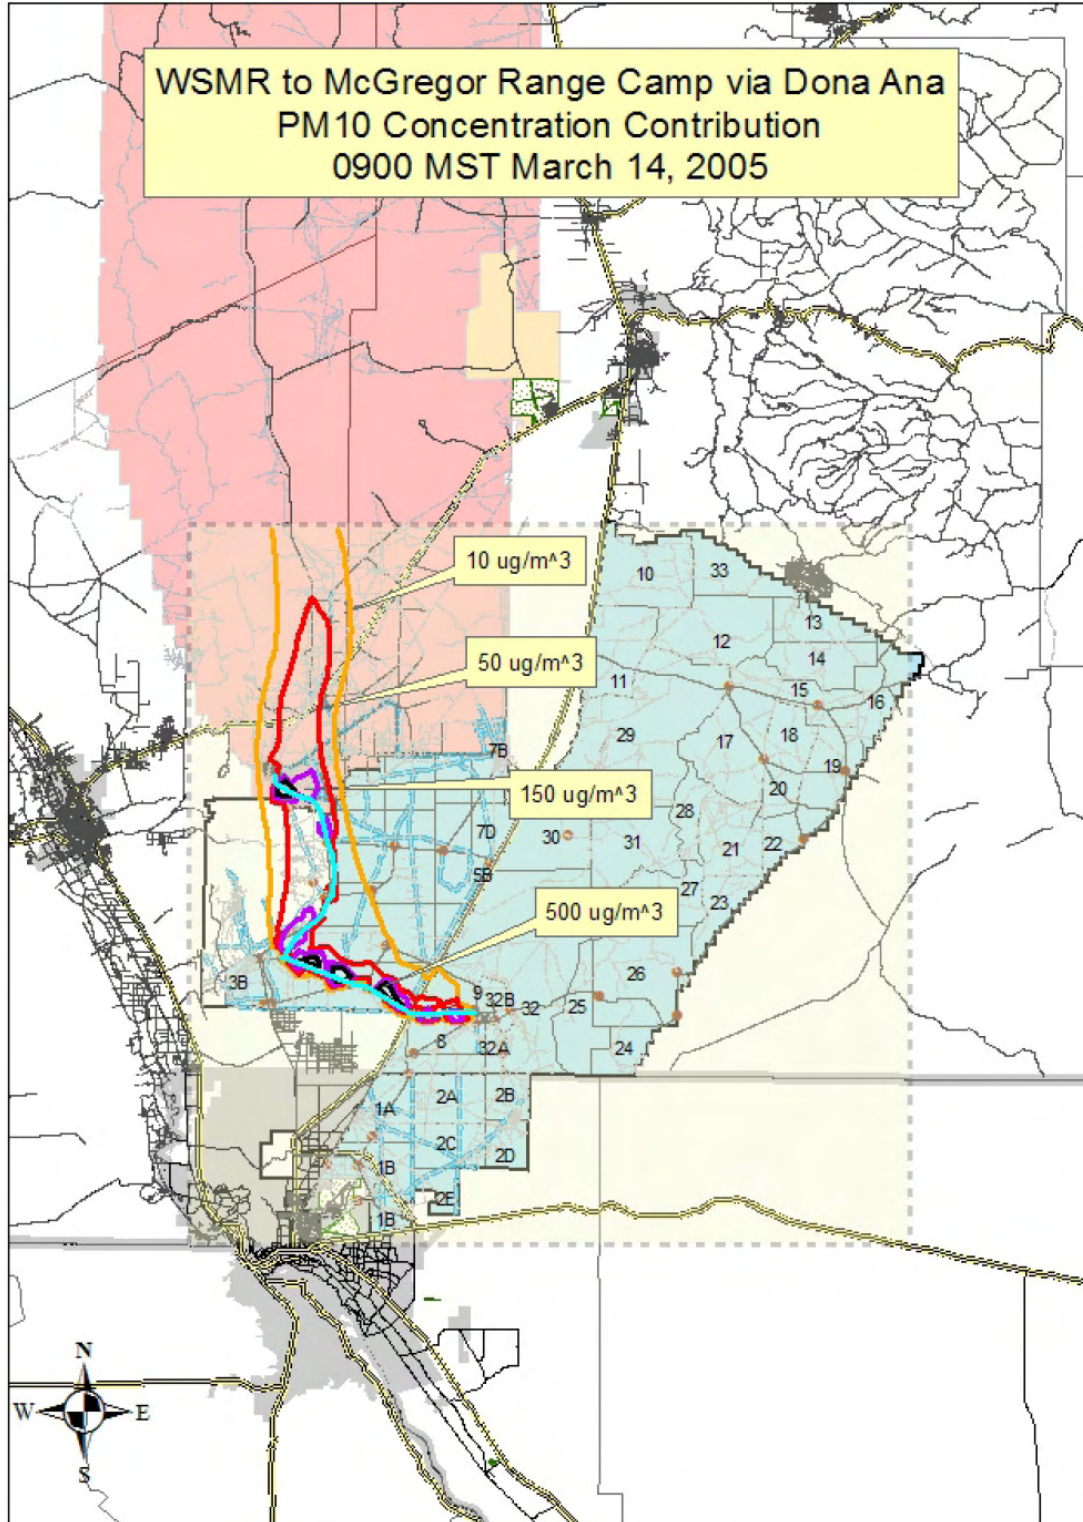 WSMR to McGregor Range Camp via Dona Ana
PM10 Concentration Contribution
0900 MST March 14, 2005
10 ug/m^3
50 ug/m^3
150 ug/m^3
500 ug/m^3
10
33
13
12
14
11
15
16
29
17
18
7B
19
20
28
7D
30
31
21
22
5B
27
23
26
3B
9
32B
32
25
8
32A
24
2A
2B
1A
2C
2D
1B
2E
1B
N
W
E
S